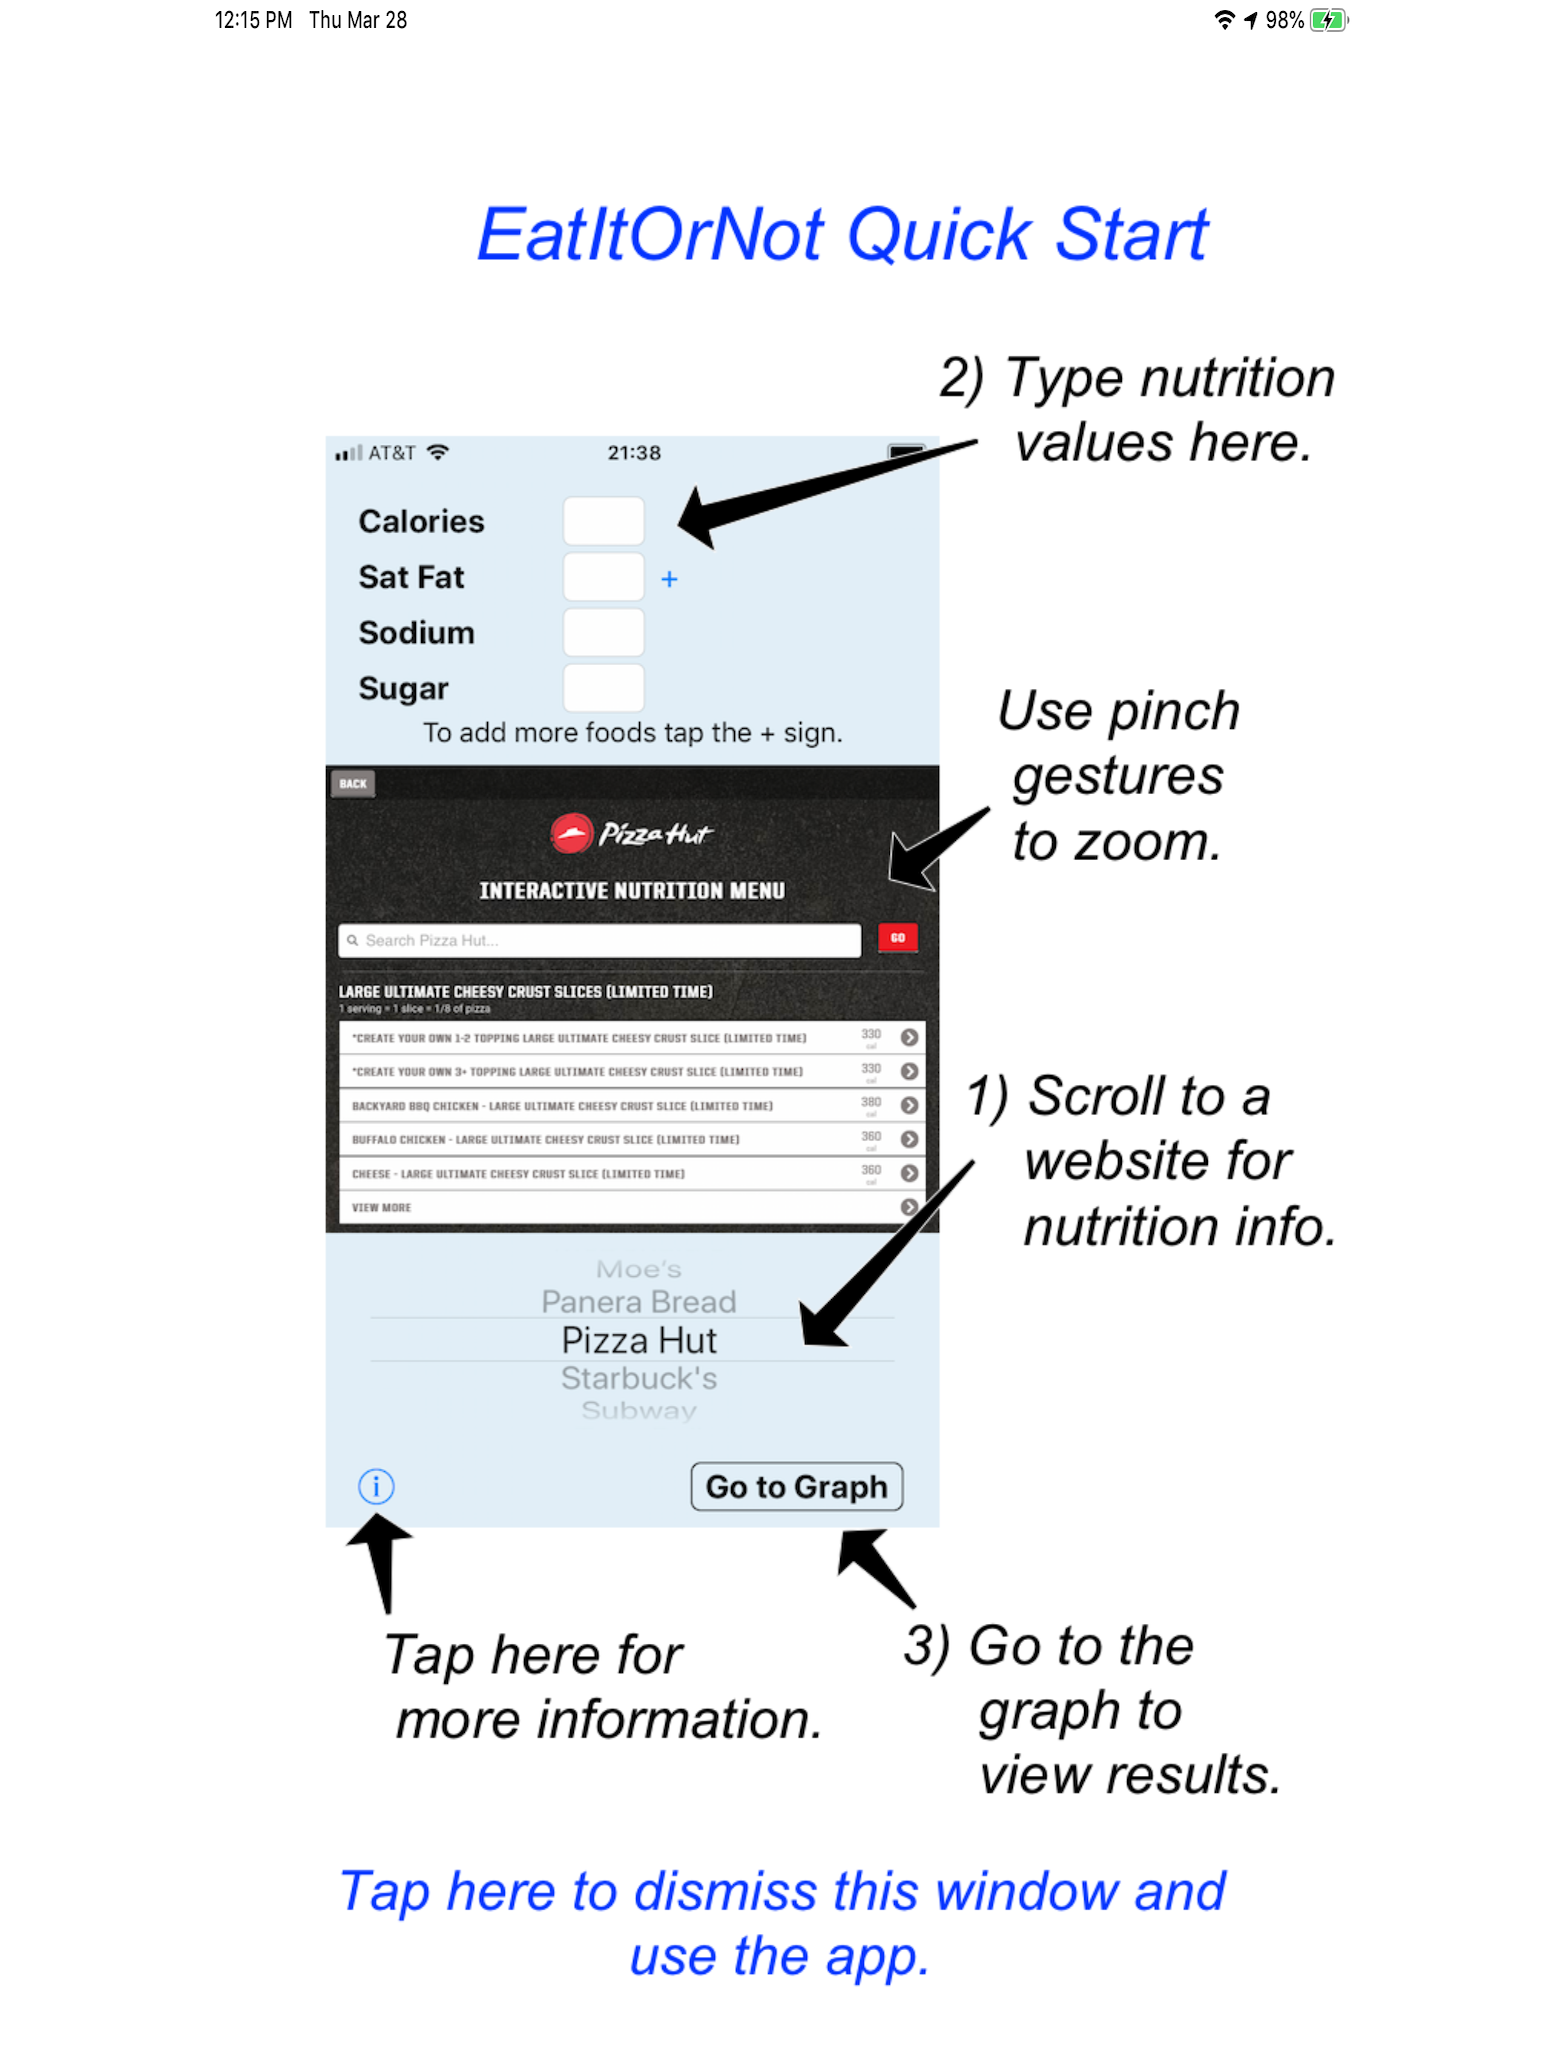 12:15 PM Thu Mar 28
98%
EatItOrNot Quick Start
2) Type nutrition
values here.
AT&T
21:38
Calories
Sat Fat
+
Sodium
Sugar
To add more foods tap the + sign.
Use pinch
gestures
to zoom.
BACK
Pizza Hut
INTERACTIVE NUTRITION MENU
Search Pizza Hut...
GO
LARGE ULTIMATE CHEESY CRUST SLICES (LIMITED TIME)
1 serving = 1 slice = 1/8 of pizza
*CREATE YOUR OWN 1-2 TOPPING LARGE ULTIMATE CHEESY CRUST SLICE (LIMITED TIME) 330
cal
*CREATE YOUR OWN 3+ TOPPING LARGE ULTIMATE CHEESY CRUST SLICE (LIMITED TIME) 330
cal
BACKYARD BBQ CHICKEN - LARGE ULTIMATE CHEESY CRUST SLICE (LIMITED TIME) 380
cal
BUFFALO CHICKEN - LARGE ULTIMATE CHEESY CRUST SLICE (LIMITED TIME) 360
cal
CHEESE - LARGE ULTIMATE CHEESY CRUST SLICE (LIMITED TIME) 360
cal
VIEW MORE
1) Scroll to a
website for
nutrition info.
Moe's
Panera Bread
Pizza Hut
Starbuck's
Subway
i
Go to Graph
Tap here for
more information.
3) Go to the
graph to
view results.
Tap here to dismiss this window and
use the app.